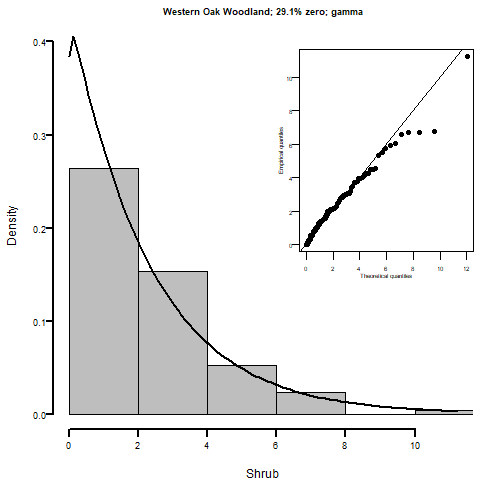 Western Oak Woodland; 29.1% zero; gamma
0.4
0.3
0.2
0.1
0.0
Density
0 2 4 6 8 10
Shrub
10
8
6
4
2
0
Empirical quantiles
0 2 4 6 8 10 12
Theoretical quantiles